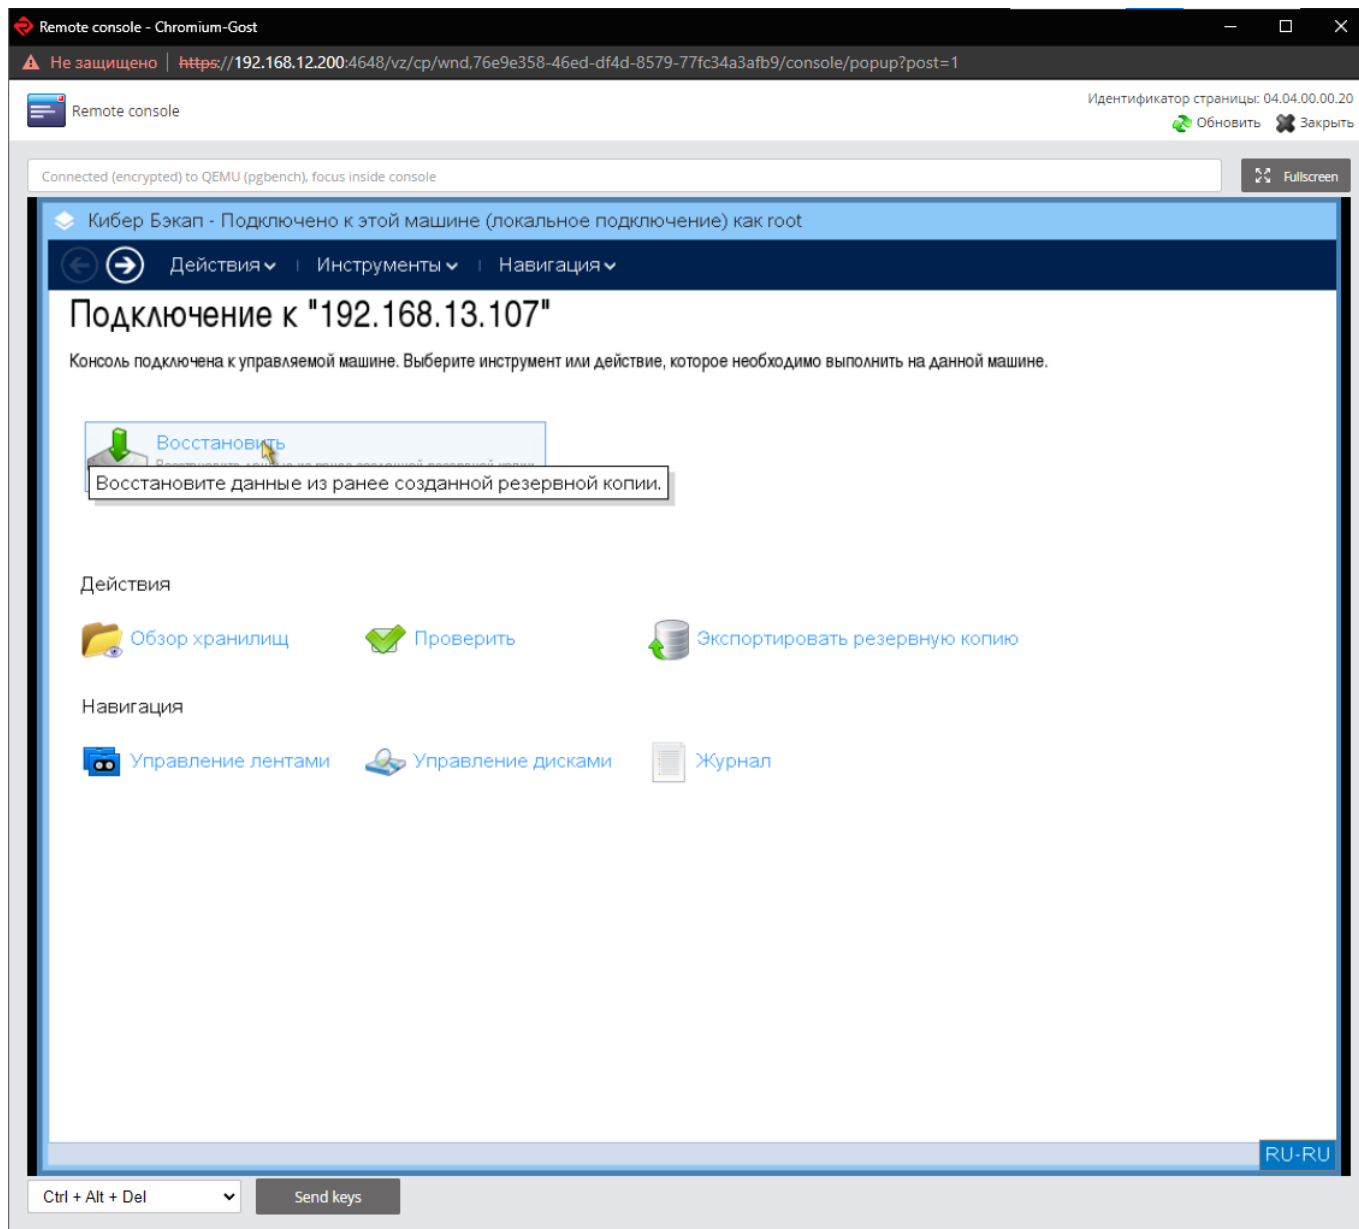 Remote console - Chromium-Gost
Не защищено | https://192.168.12.200:4648/vz/cp/wnd,76e9e358-46ed-df4d-8579-77fc34a3afb9/console/popup?post=1
Remote console
Идентификатор страницы: 04.04.00.00.20
Обновить Закрыть
Connected (encrypted) to QEMU (pgbench), focus inside console
Fullscreen
Кибер Бэкап - Подключено к этой машине (локальное подключение) как root
Действия Инструменты Навигация
Подключение к "192.168.13.107"
Консоль подключена к управляемой машине. Выберите инструмент или действие, которое необходимо выполнить на данной машине.
Восстановить
Восстановите данные из ранее созданной резервной копии.
Действия
Обзор хранилищ Проверить Экспортировать резервную копию
Навигация
Управление лентами Управление дисками Журнал
RU-RU
Ctrl + Alt + Del Send keys